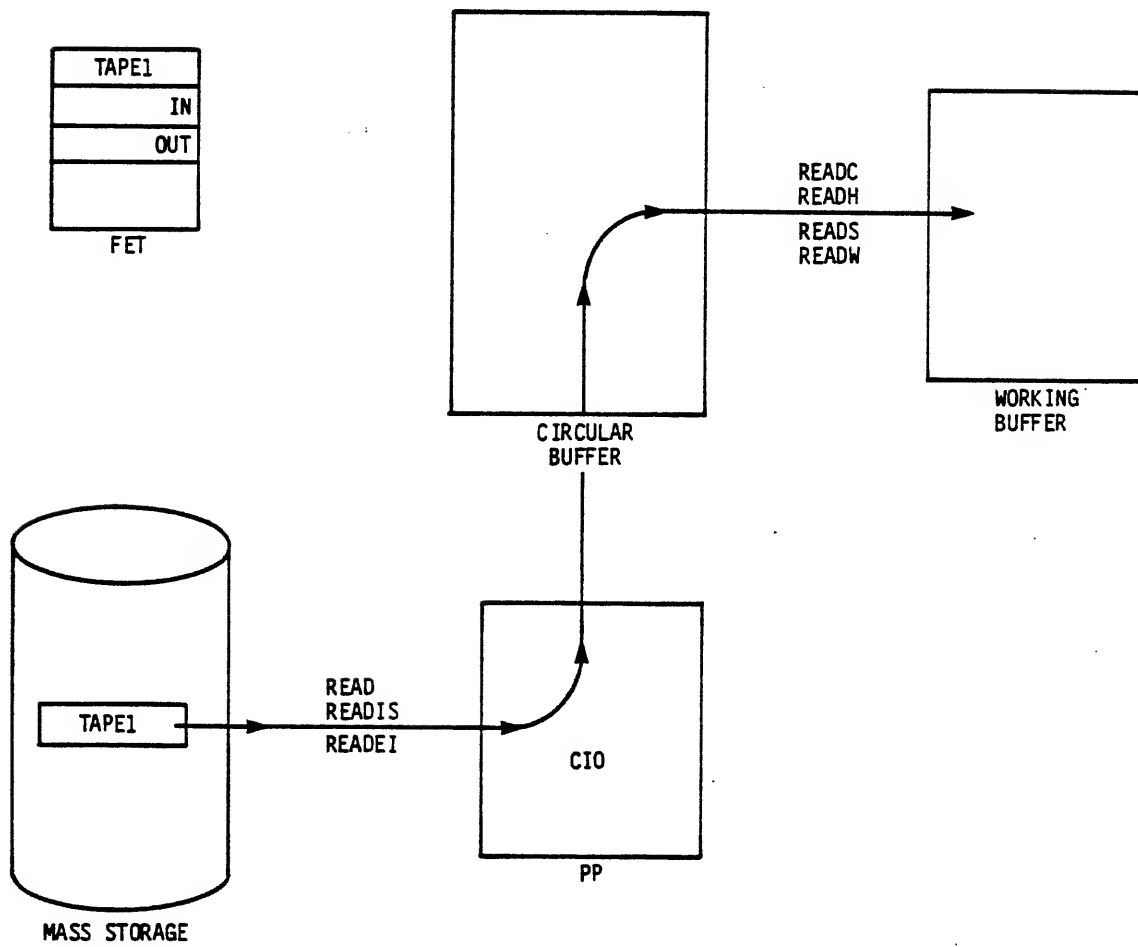 TAPE1
IN
OUT
FET
READC
READH
READS
READW
WORKING
BUFFER
CIRCULAR
BUFFER
READ
READIS
READEI
TAPE1
CIO
PP
MASS STORAGE